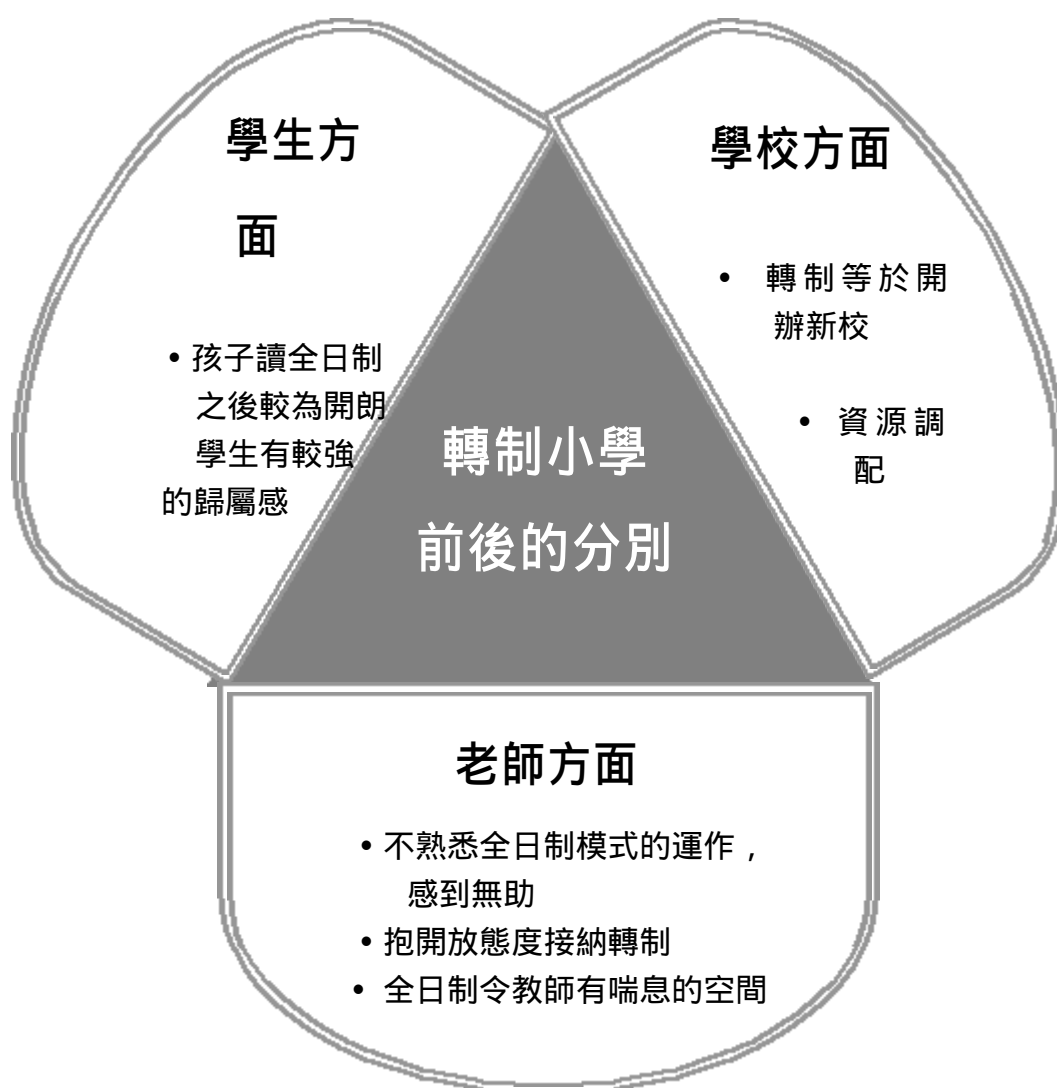 學生方
面
• 孩子讀全日制
之後較為開朗
學生有較強
的歸屬感
學校方面
• 轉制等於開
辦新校
• 資源調
配
轉制小學
前後的分別
老師方面
• 不熟悉全日制模式的運作，
感到無助
• 抱開放態度接納轉制
• 全日制令教師有喘息的空間